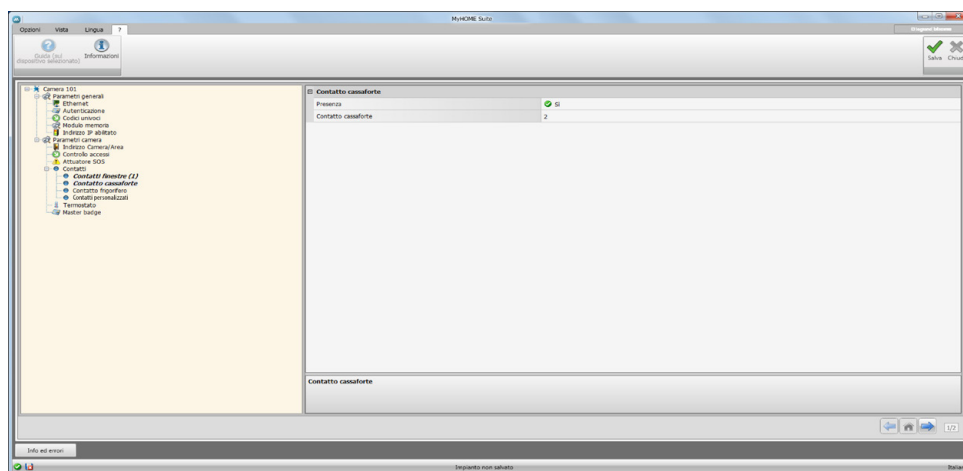 MyHOME Suite
Opzioni Vista Lingua ?
Guida (sul dispositivo selezionato)
Informazioni
Salva Chiudi
Camera 101
Parametri generali
Ethernet
Autenticazione
Codici univoci
Modulo memoria
Indirizzo IP abilitato
Parametri camera
Indirizzo Camera/Area
Controllo accessi
Attuatore SOS
Contatti
Contatti finestre (1)
Contatto cassaforte
Contatto frigorifero
Contatti personalizzati
Termostato
Master badge
Contatto cassaforte
Presenza Sì
Contatto cassaforte 2
Contatto cassaforte
1/2
Info ed errori
Impianto non salvato